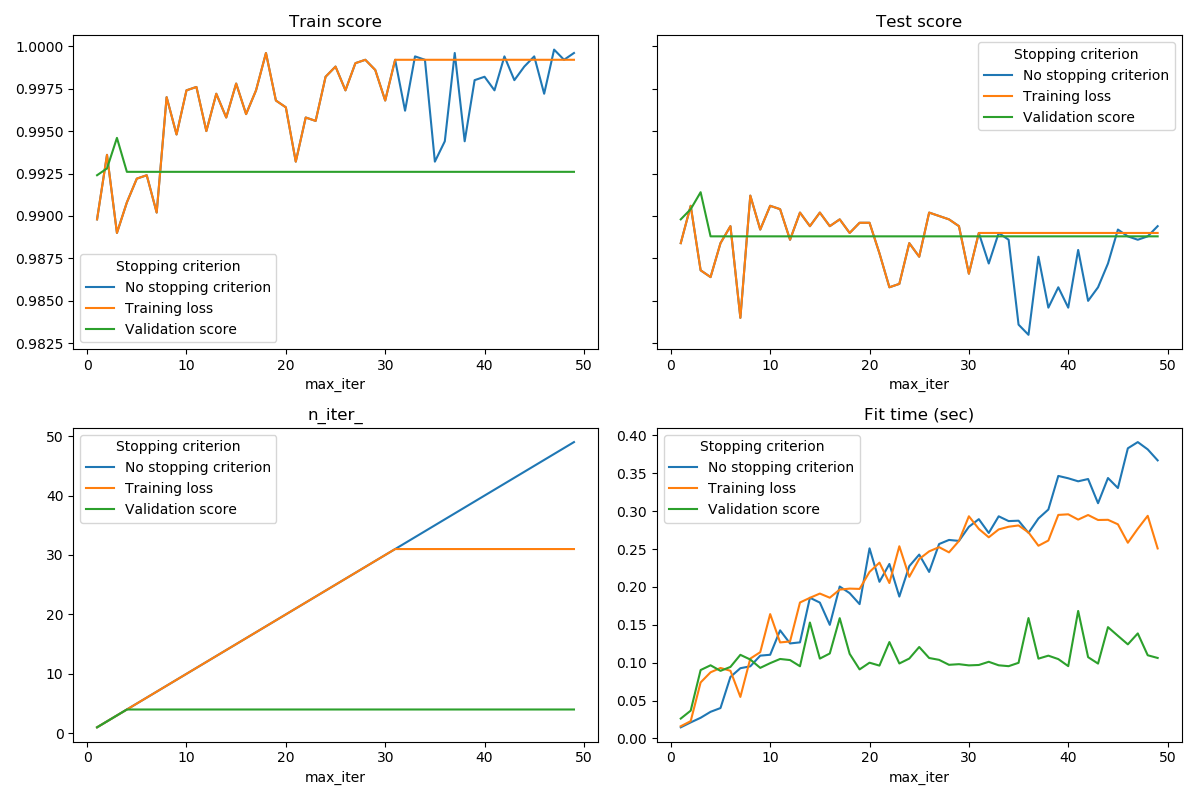 Train score
1.0000
0.9975
0.9950
0.9925
0.9900
0.9875
0.9850
0.9825
Stopping criterion
No stopping criterion
Training loss
Validation score
0 10 20 30 40 50
max_iter
Test score
Stopping criterion
No stopping criterion
Training loss
Validation score
0 10 20 30 40 50
max_iter
n_iter_
50
40
30
20
10
0
Stopping criterion
No stopping criterion
Training loss
Validation score
0 10 20 30 40 50
max_iter
Fit time (sec)
0.40
0.35
0.30
0.25
0.20
0.15
0.10
0.05
0.00
Stopping criterion
No stopping criterion
Training loss
Validation score
0 10 20 30 40 50
max_iter